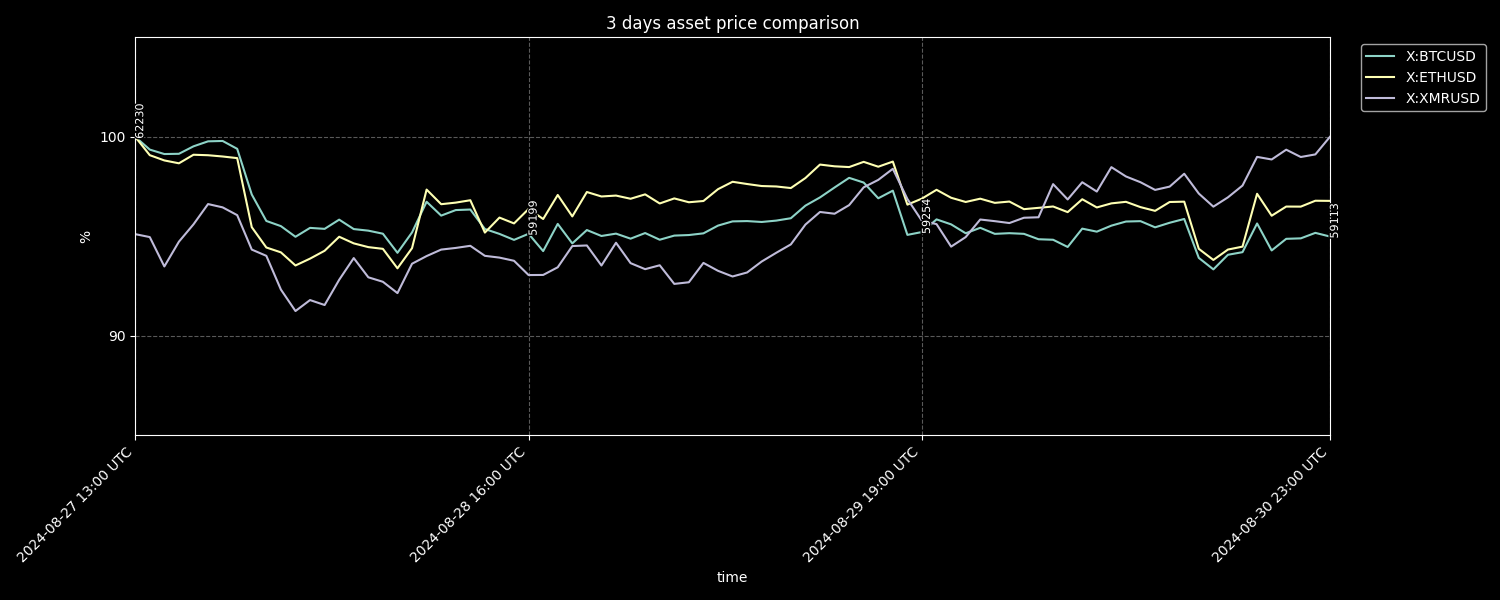 3 days asset price comparison
X:BTCUSD
X:ETHUSD
X:XMRUSD
62230
100
59199
59254
59113
%
90
2024-08-27 13:00 UTC
2024-08-28 16:00 UTC
2024-08-29 19:00 UTC
2024-08-30 23:00 UTC
time